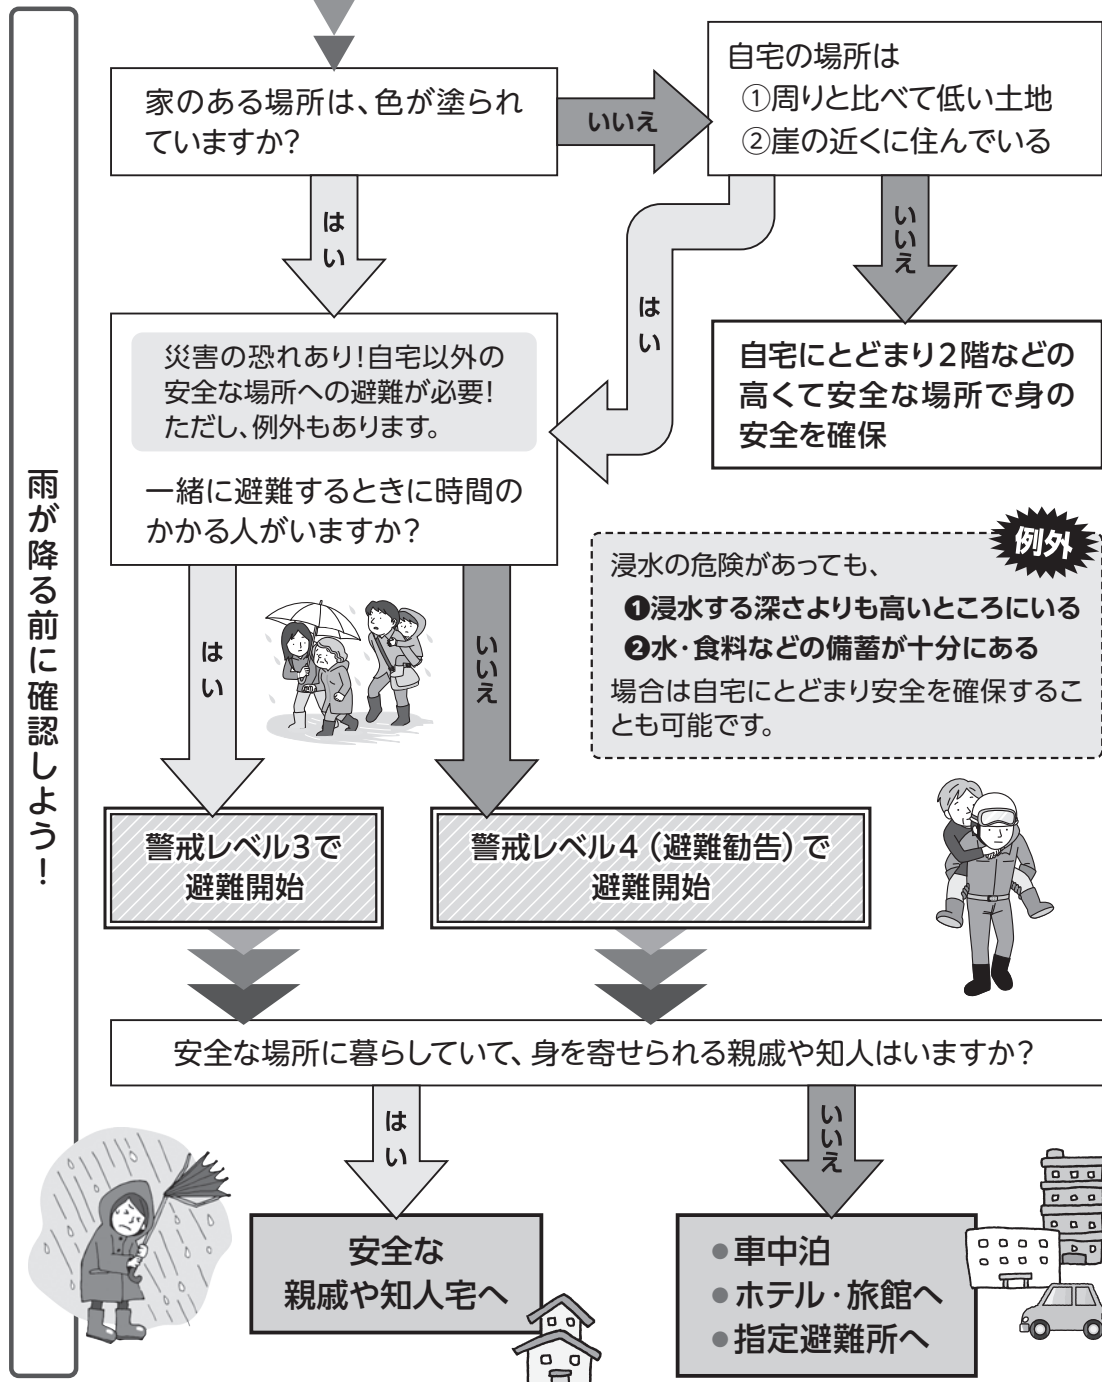 雨が降る前に確認しよう!
家のある場所は、色が塗られ
ていますか?
いいえ
自宅の場所は
①周りと比べて低い土地
②崖の近くに住んでいる
はい
はい
いいえ
自宅にとどまり2階などの
高くて安全な場所で身の
安全を確保
災害の恐れあり!自宅以外の
安全な場所への避難が必要!
ただし、例外もあります。
一緒に避難するときに時間の
かかる人がいますか?
例外
浸水の危険があっても、
❶浸水する深さよりも高いところにいる
❷水・食料などの備蓄が十分にある
場合は自宅にとどまり安全を確保するこ
とも可能です。
はい
いいえ
警戒レベル3で
避難開始
警戒レベル4(避難勧告)で
避難開始
安全な場所に暮らしていて、身を寄せられる親戚や知人はいますか?
はい
いいえ
安全な
親戚や知人宅へ
●車中泊
●ホテル・旅館へ
●指定避難所へ